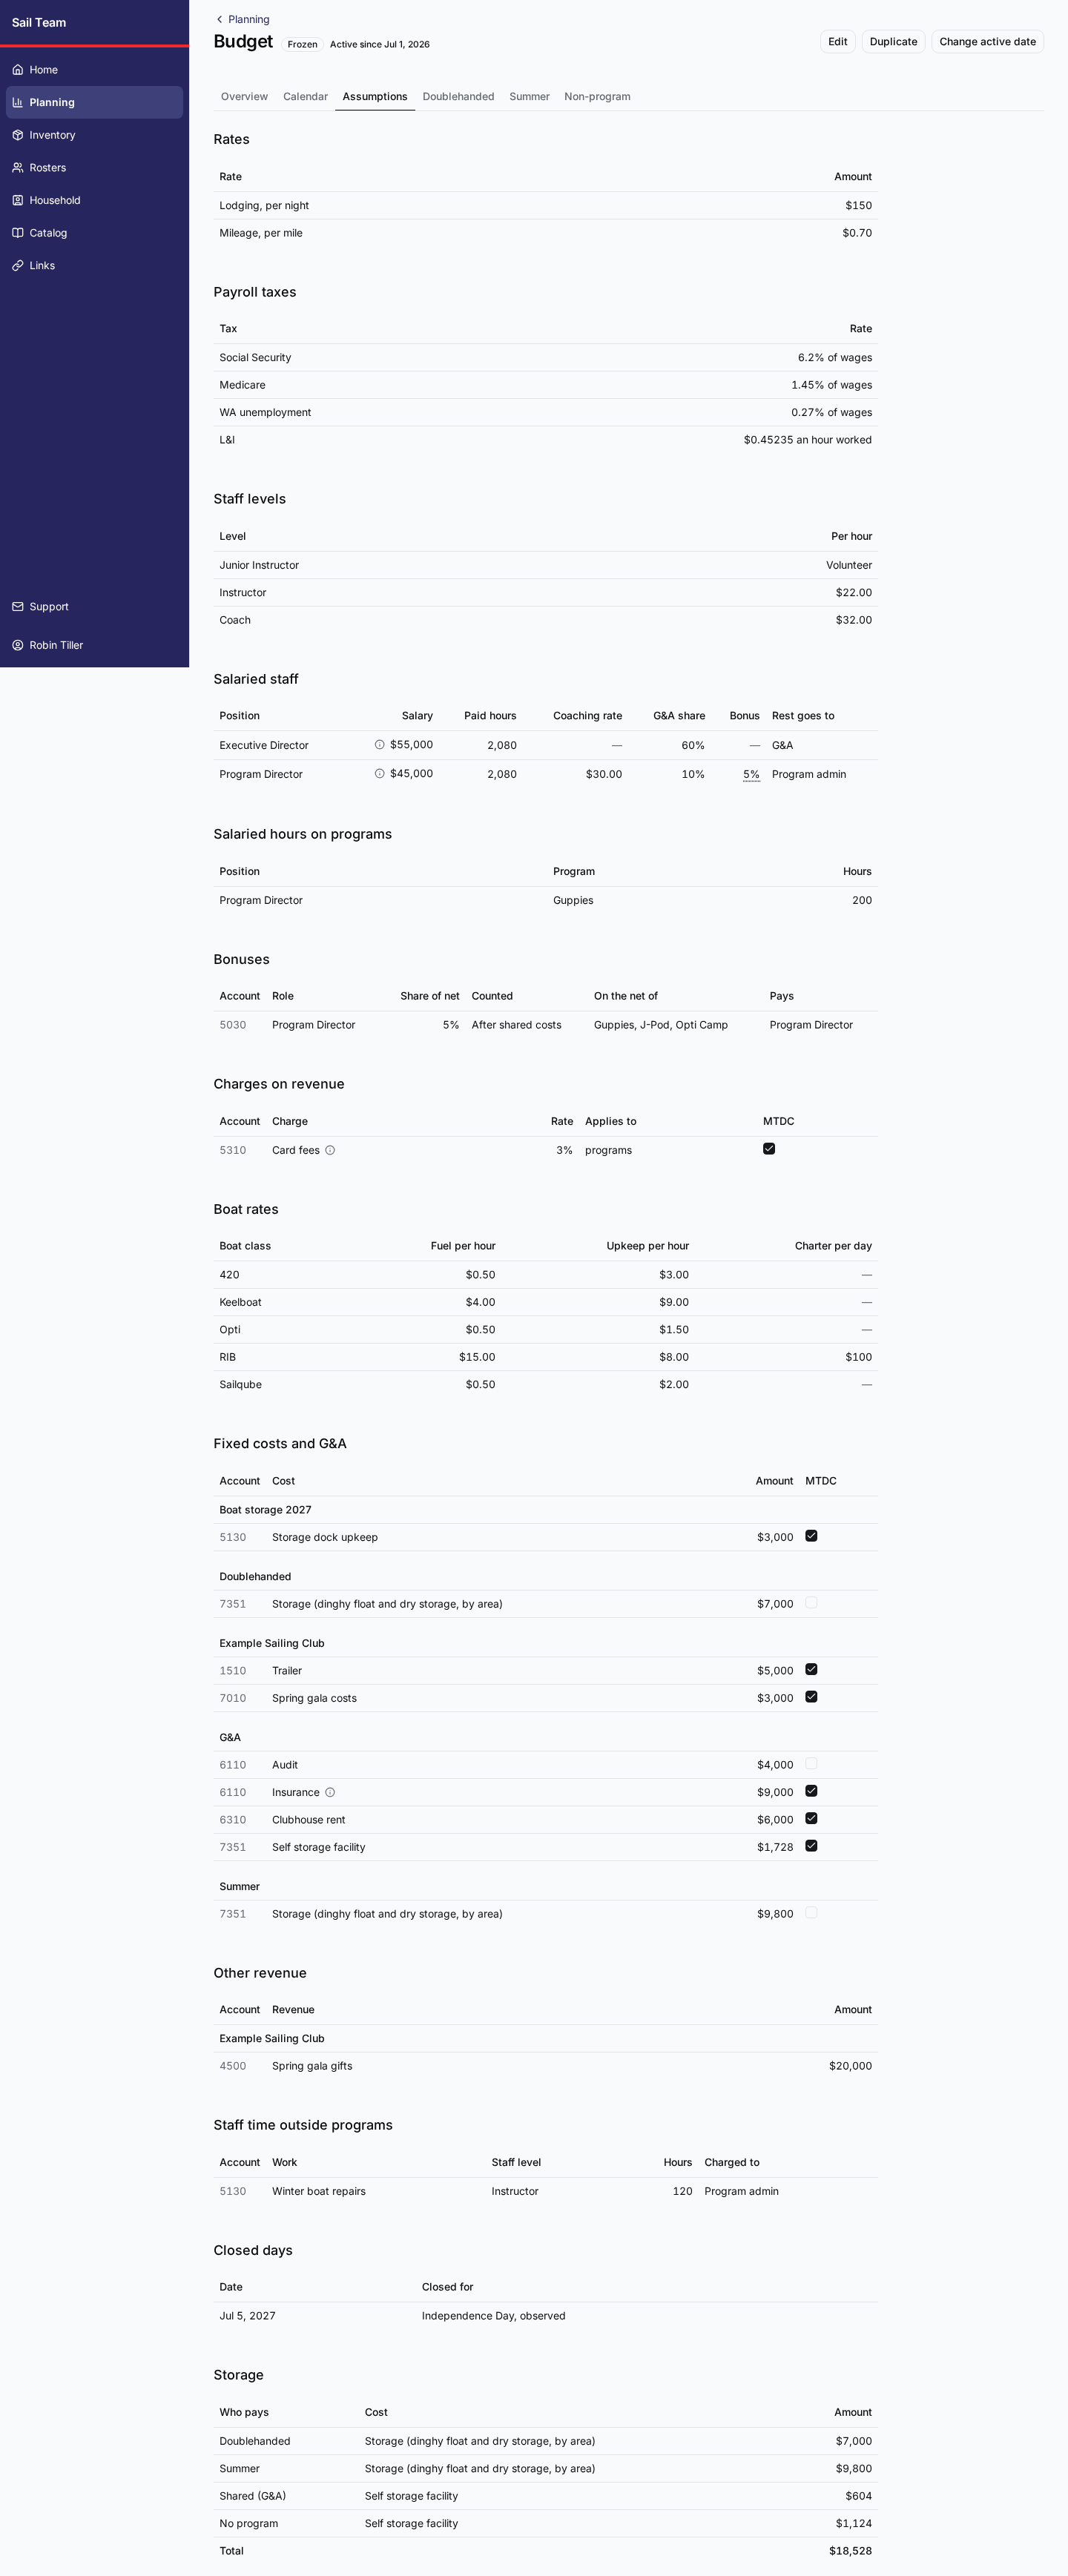 Sail Team
Home
Planning
Inventory
Rosters
Household
Catalog
Links
Support
Robin Tiller
Planning
Budget Frozen Active since Jul 1, 2026
Edit Duplicate Change active date
Overview Calendar Assumptions Doublehanded Summer Non-program
Rates
Rate Amount
Lodging, per night $150
Mileage, per mile $0.70
Payroll taxes
Tax Rate
Social Security 6.2% of wages
Medicare 1.45% of wages
WA unemployment 0.27% of wages
L&I $0.45235 an hour worked
Staff levels
Level Per hour
Junior Instructor Volunteer
Instructor $22.00
Coach $32.00
Salaried staff
Position Salary Paid hours Coaching rate G&A share Bonus Rest goes to
Executive Director $55,000 2,080 — 60% — G&A
Program Director $45,000 2,080 $30.00 10% 5% Program admin
Salaried hours on programs
Position Program Hours
Program Director Guppies 200
Bonuses
Account Role Share of net Counted On the net of Pays
5030 Program Director 5% After shared costs Guppies, J-Pod, Opti Camp Program Director
Charges on revenue
Account Charge Rate Applies to MTDC
5310 Card fees 3% programs
Boat rates
Boat class Fuel per hour Upkeep per hour Charter per day
420 $0.50 $3.00 —
Keelboat $4.00 $9.00 —
Opti $0.50 $1.50 —
RIB $15.00 $8.00 $100
Sailqube $0.50 $2.00 —
Fixed costs and G&A
Account Cost Amount MTDC
Boat storage 2027
5130 Storage dock upkeep $3,000
Doublehanded
7351 Storage (dinghy float and dry storage, by area) $7,000
Example Sailing Club
1510 Trailer $5,000
7010 Spring gala costs $3,000
G&A
6110 Audit $4,000
6110 Insurance $9,000
6310 Clubhouse rent $6,000
7351 Self storage facility $1,728
Summer
7351 Storage (dinghy float and dry storage, by area) $9,800
Other revenue
Account Revenue Amount
Example Sailing Club
4500 Spring gala gifts $20,000
Staff time outside programs
Account Work Staff level Hours Charged to
5130 Winter boat repairs Instructor 120 Program admin
Closed days
Date Closed for
Jul 5, 2027 Independence Day, observed
Storage
Who pays Cost Amount
Doublehanded Storage (dinghy float and dry storage, by area) $7,000
Summer Storage (dinghy float and dry storage, by area) $9,800
Shared (G&A) Self storage facility $604
No program Self storage facility $1,124
Total $18,528